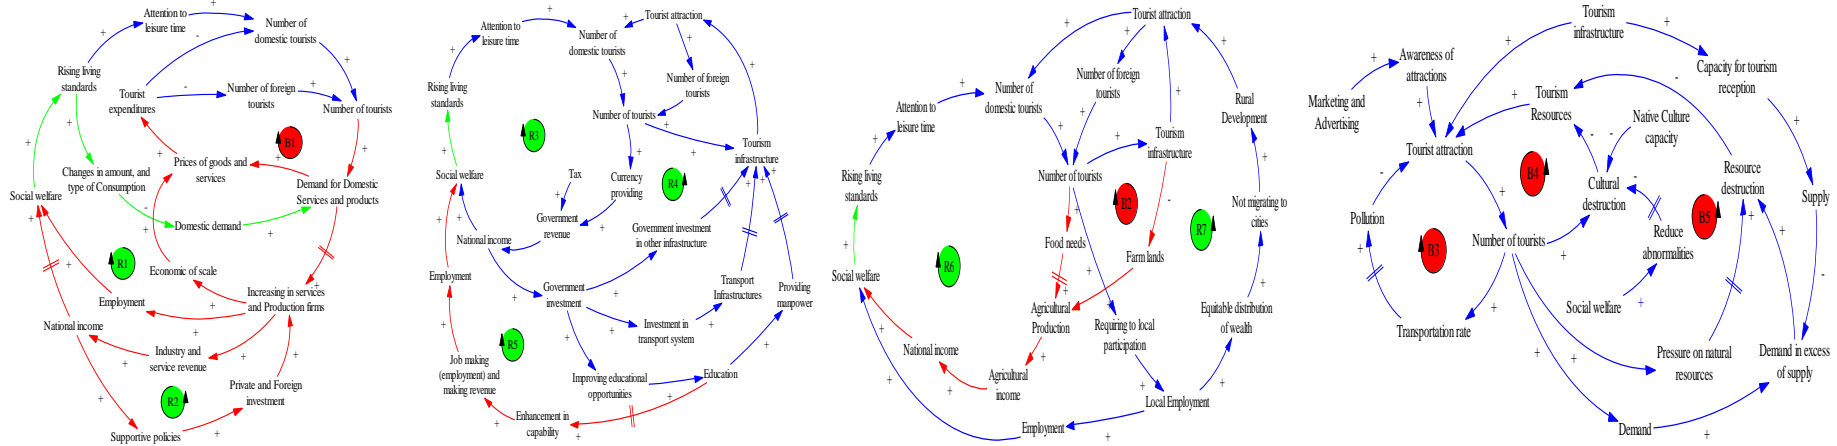 Attention to
leisure time
Number of
domestic tourists
Rising living
standards
Tourist
expenditures
Number of foreign
tourists
Number of tourists
B1
Prices of goods and
services
Changes in amount, and
type of Consumption
Demand for Domestic
Services and products
Social welfare
Domestic demand
R1
Economic of scale
Employment
Increasing in services
and Production firms
National income
Industry and
service revenue
Private and Foreign
investment
R2
Supportive policies
Attention to
leisure time
Number of
domestic tourists
Tourist attraction
Number of foreign
tourists
Rising living
standards
Number of tourists
R3
Tourism
infrastructure
Social welfare
Tax
Currency
providing
R4
Government
revenue
Government investment
in other infrastructure
National income
Employment
Government
investment
Transport
Infrastructures
Providing
manpower
Investment in
transport system
R5
Job making
(employment) and
making revenue
Improving educational
opportunities
Education
Enhancement in
capability
Tourist attraction
Number of
domestic tourists
Number of foreign
tourists
Attention to
leisure time
Rural
Development
Tourism
infrastructure
Rising living
standards
Number of tourists
B2
R7
Not migrating to
cities
Food needs
Farm lands
R6
Social welfare
Agricultural
Production
Requiring to local
participation
Equitable distribution
of wealth
National income
Agricultural
income
Local Employment
Employment
Tourism
infrastructure
Awareness of
attractions
Capacity for tourism
reception
Marketing and
Advertising
Tourism
Resources
Native Culture
capacity
Tourist attraction
B4
Cultural
destruction
Resource
destruction
Supply
Pollution
B5
B3
Number of tourists
Reduce
abnormalities
Social welfare
Transportation rate
Pressure on natural
resources
Demand in excess
of supply
Demand